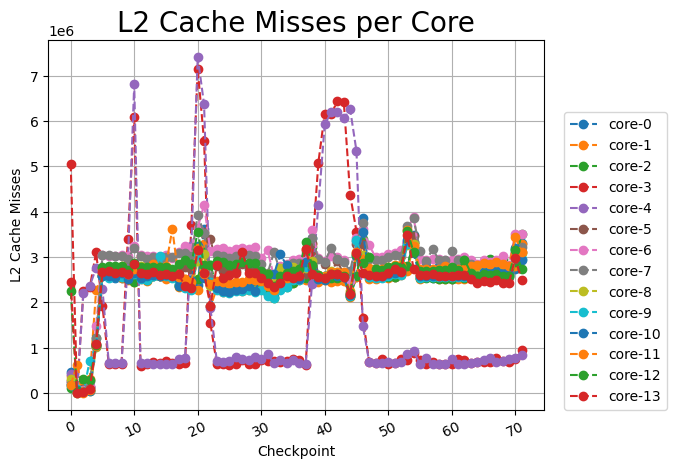 L2 Cache Misses per Core
1e6
7
6
5
4
3
2
1
0
L2 Cache Misses
0 10 20 30 40 50 60 70
Checkpoint
core-0
core-1
core-2
core-3
core-4
core-5
core-6
core-7
core-8
core-9
core-10
core-11
core-12
core-13